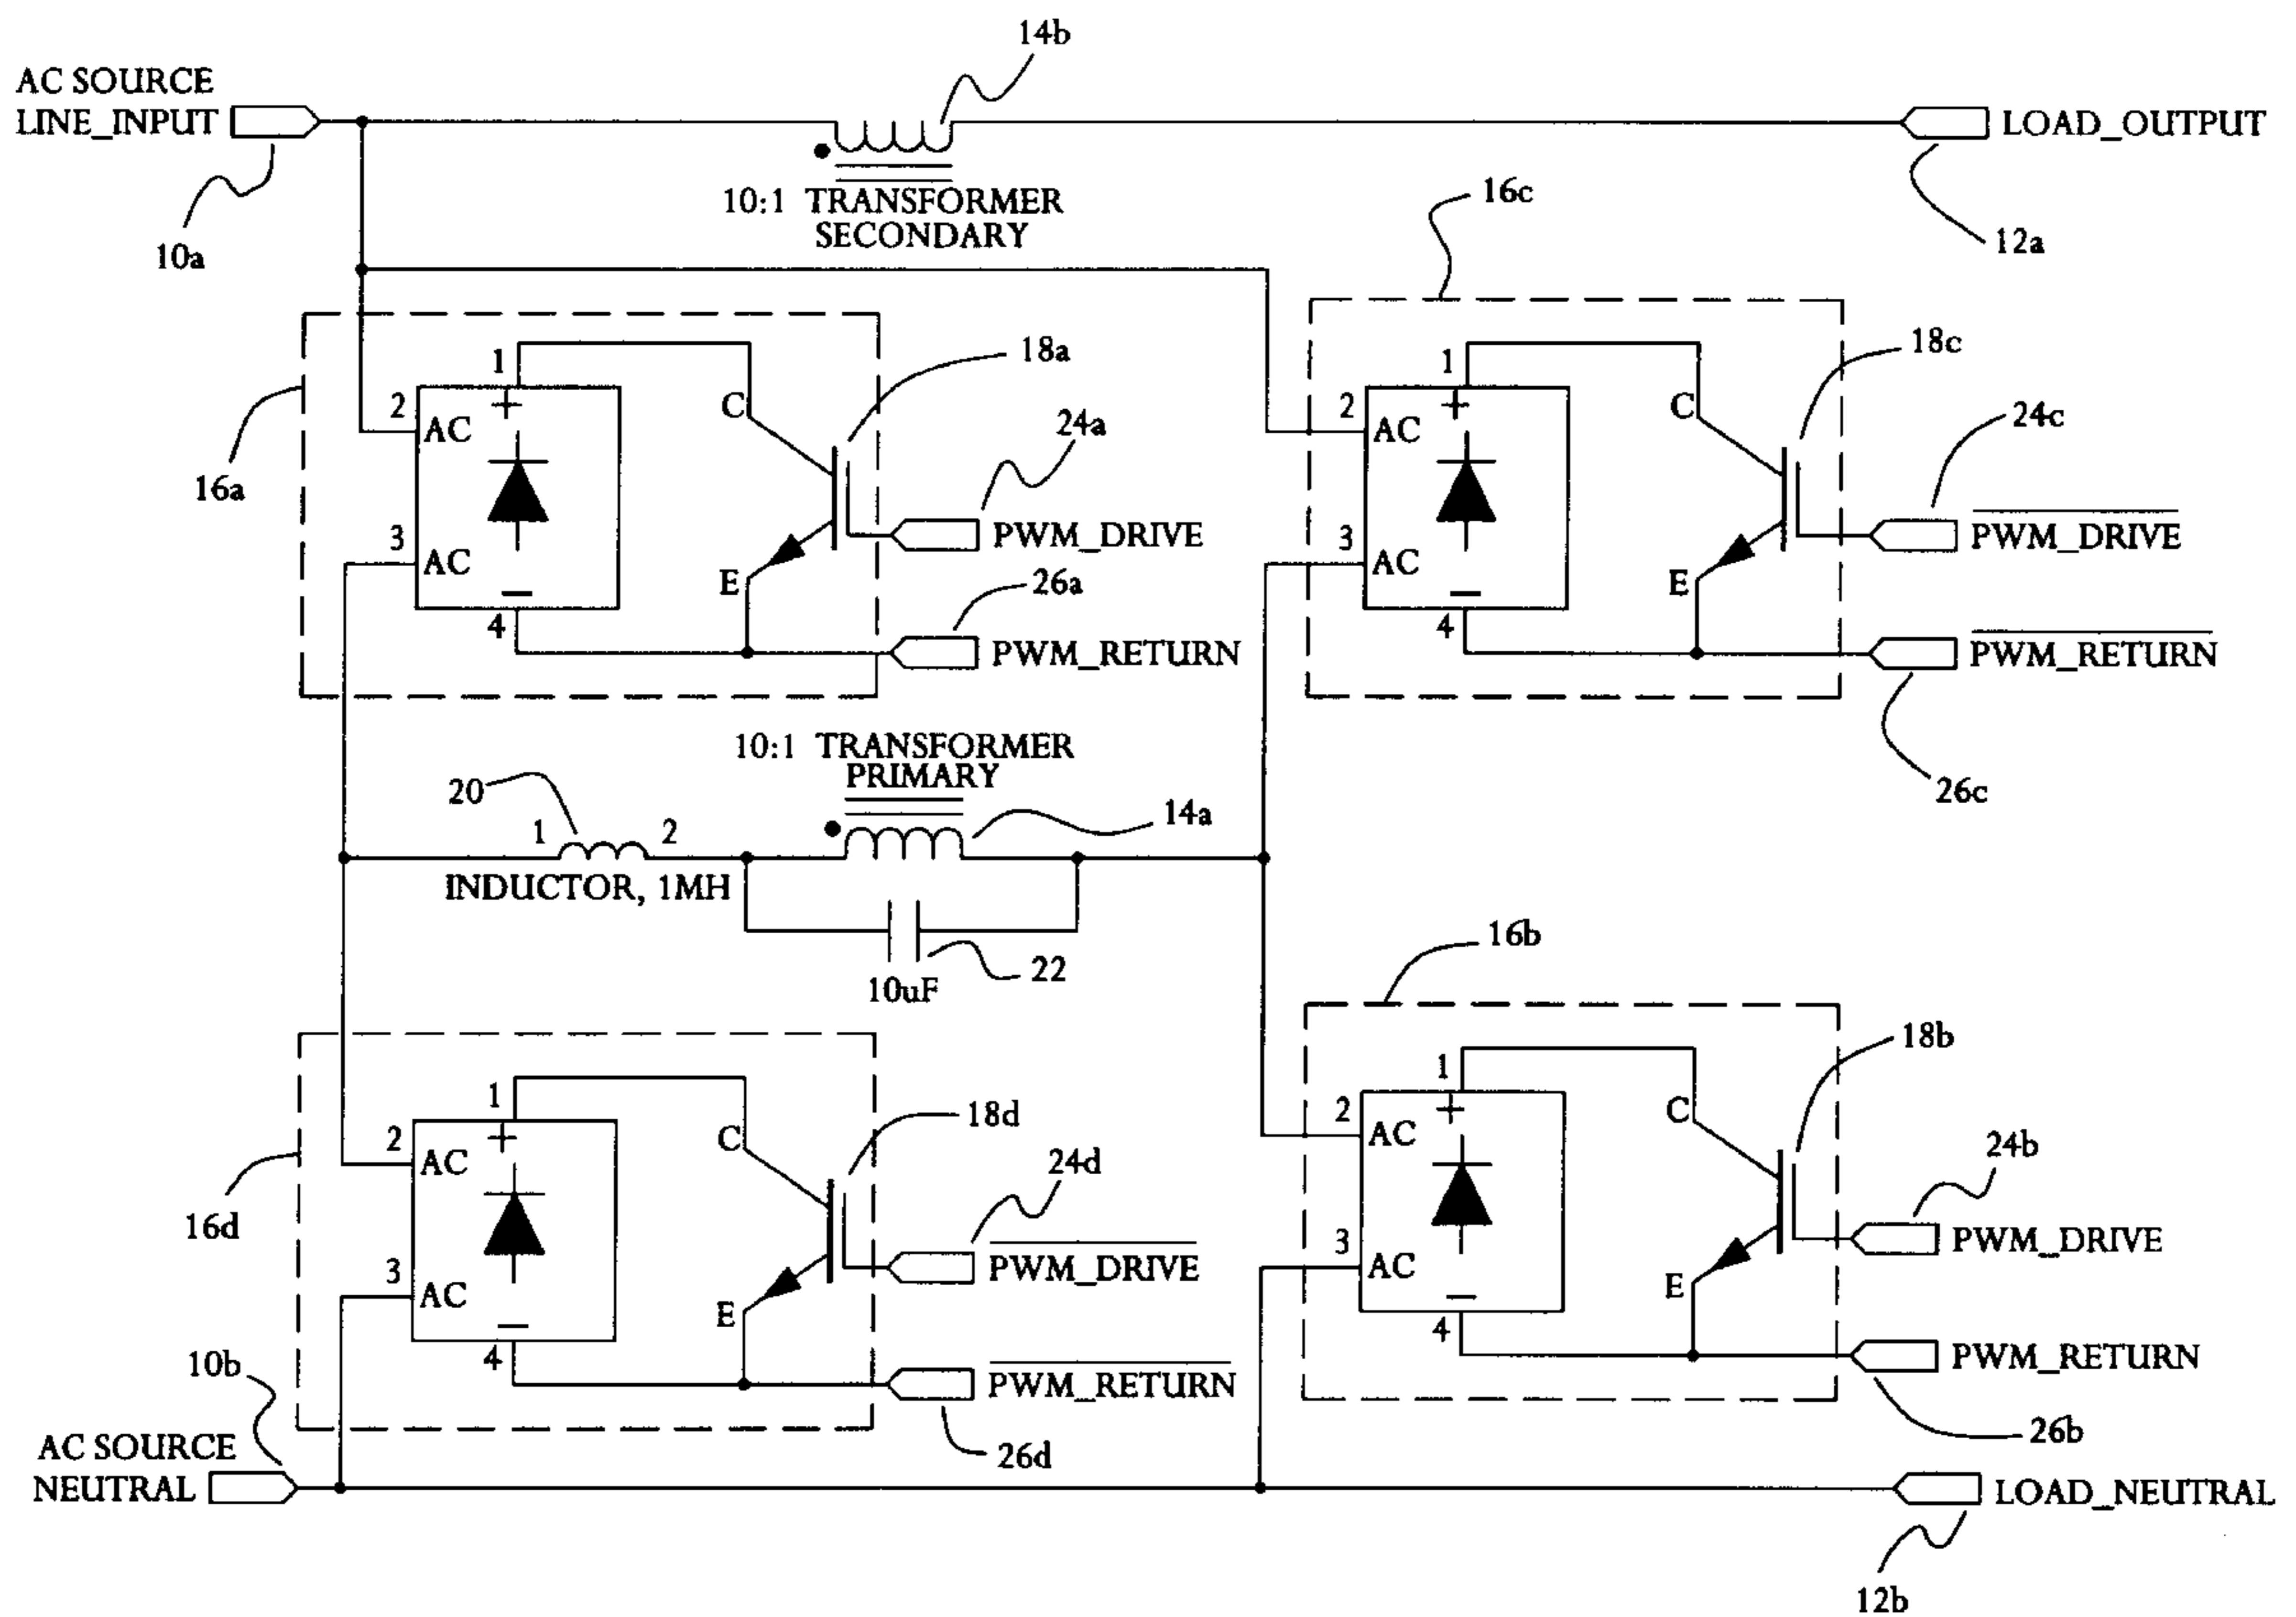 14b
AC SOURCE
LINE_INPUT
LOAD_OUTPUT
10:1 TRANSFORMER
SECONDARY
10a
12a
16c
16a
1
2
AC
+
C
18a
24a
3
AC
−
4
E
PWM_DRIVE
26a
PWM_RETURN
1
2
AC
+
C
18c
24c
3
AC
−
4
E
PWM_DRIVE
PWM_RETURN
26c
10:1 TRANSFORMER
PRIMARY
20
1
2
14a
INDUCTOR, 1MH
22
10uF
16b
16d
1
2
AC
+
C
18d
24d
3
AC
−
4
E
PWM_DRIVE
PWM_RETURN
26d
1
2
AC
+
C
18b
24b
3
AC
−
4
E
PWM_DRIVE
PWM_RETURN
26b
10b
AC SOURCE
NEUTRAL
LOAD_NEUTRAL
12b